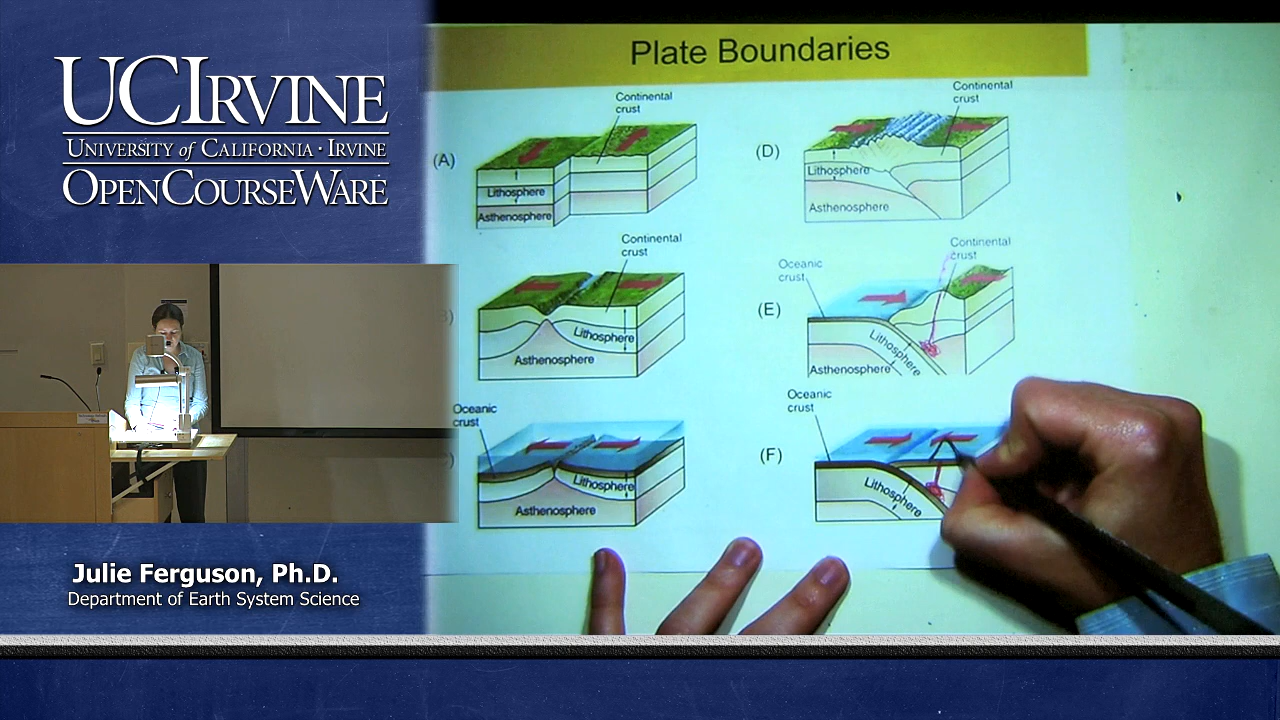 UCIRVINE
UNIVERSITY of CALIFORNIA · IRVINE
OPENCOURSEWARE
Julie Ferguson, Ph.D.
Department of Earth System Science
Plate Boundaries
(A)
Continental
crust
Lithosphere
Asthenosphere
Continental
crust
Lithosphere
Asthenosphere
Oceanic
crust
Lithosphere
Asthenosphere
(D)
Continental
crust
Lithosphere
Asthenosphere
(E)
Oceanic
crust
Continental
crust
Lithosphere
Asthenosphere
(F)
Oceanic
crust
Lithosphere